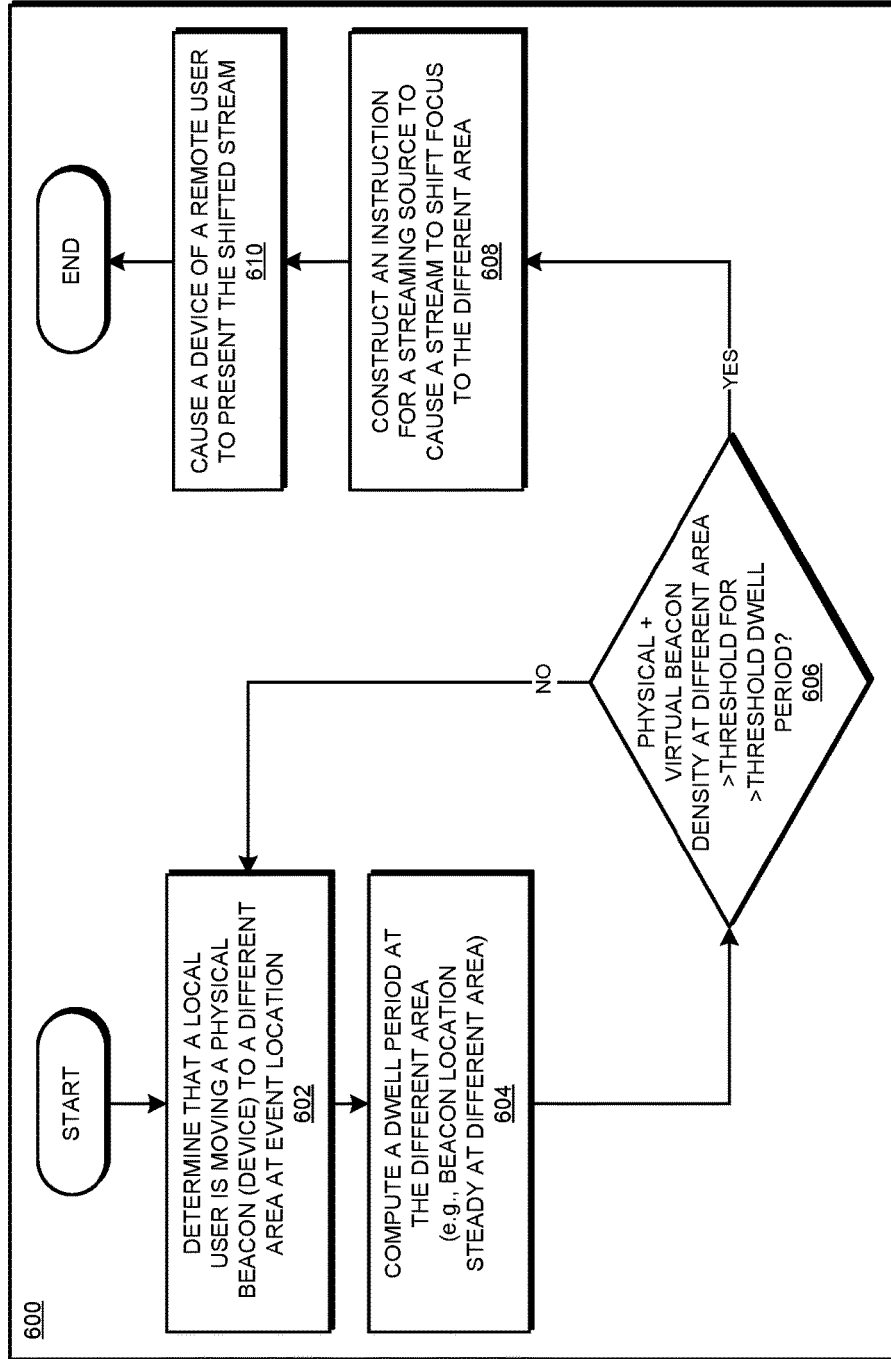 600
START
DETERMINE THAT A LOCAL
USER IS MOVING A PHYSICAL
BEACON (DEVICE) TO A DIFFERENT
AREA AT EVENT LOCATION
602
COMPUTE A DWELL PERIOD AT
THE DIFFERENT AREA
(e.g., BEACON LOCATION
STEADY AT DIFFERENT AREA)
604
PHYSICAL +
VIRTUAL BEACON
DENSITY AT DIFFERENT AREA
>THRESHOLD FOR
>THRESHOLD DWELL
PERIOD?
606
NO
YES
CONSTRUCT AN INSTRUCTION
FOR A STREAMING SOURCE TO
CAUSE A STREAM TO SHIFT FOCUS
TO THE DIFFERENT AREA
608
CAUSE A DEVICE OF A REMOTE USER
TO PRESENT THE SHIFTED STREAM
610
END